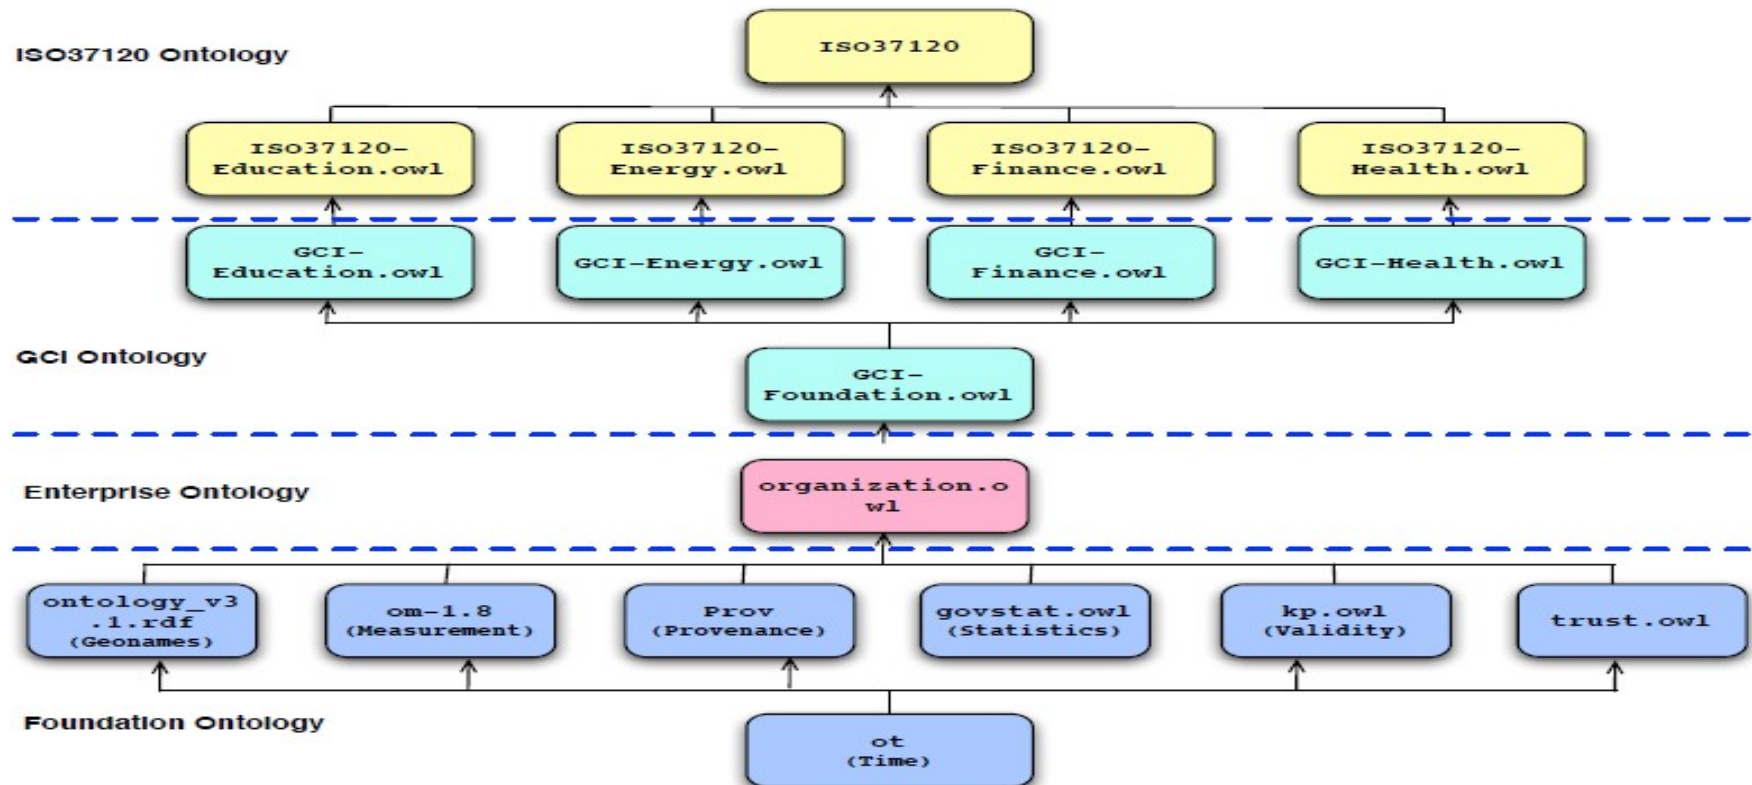 ISO37120 Ontology
ISO37120
ISO37120-
Education.owl
ISO37120-
Energy.owl
ISO37120-
Finance.owl
ISO37120-
Health.owl
GCI-
Education.owl
GCI-Energy.owl
GCI-
Finance.owl
GCI-Health.owl
GCI Ontology
GCI-
Foundation.owl
Enterprise Ontology
organization.o
wl
ontology_v3
.1.rdf
(Geonames)
om-1.8
(Measurement)
Prov
(Provenance)
govstat.owl
(Statistics)
kp.owl
(Validity)
trust.owl
Foundation Ontology
ot
(Time)